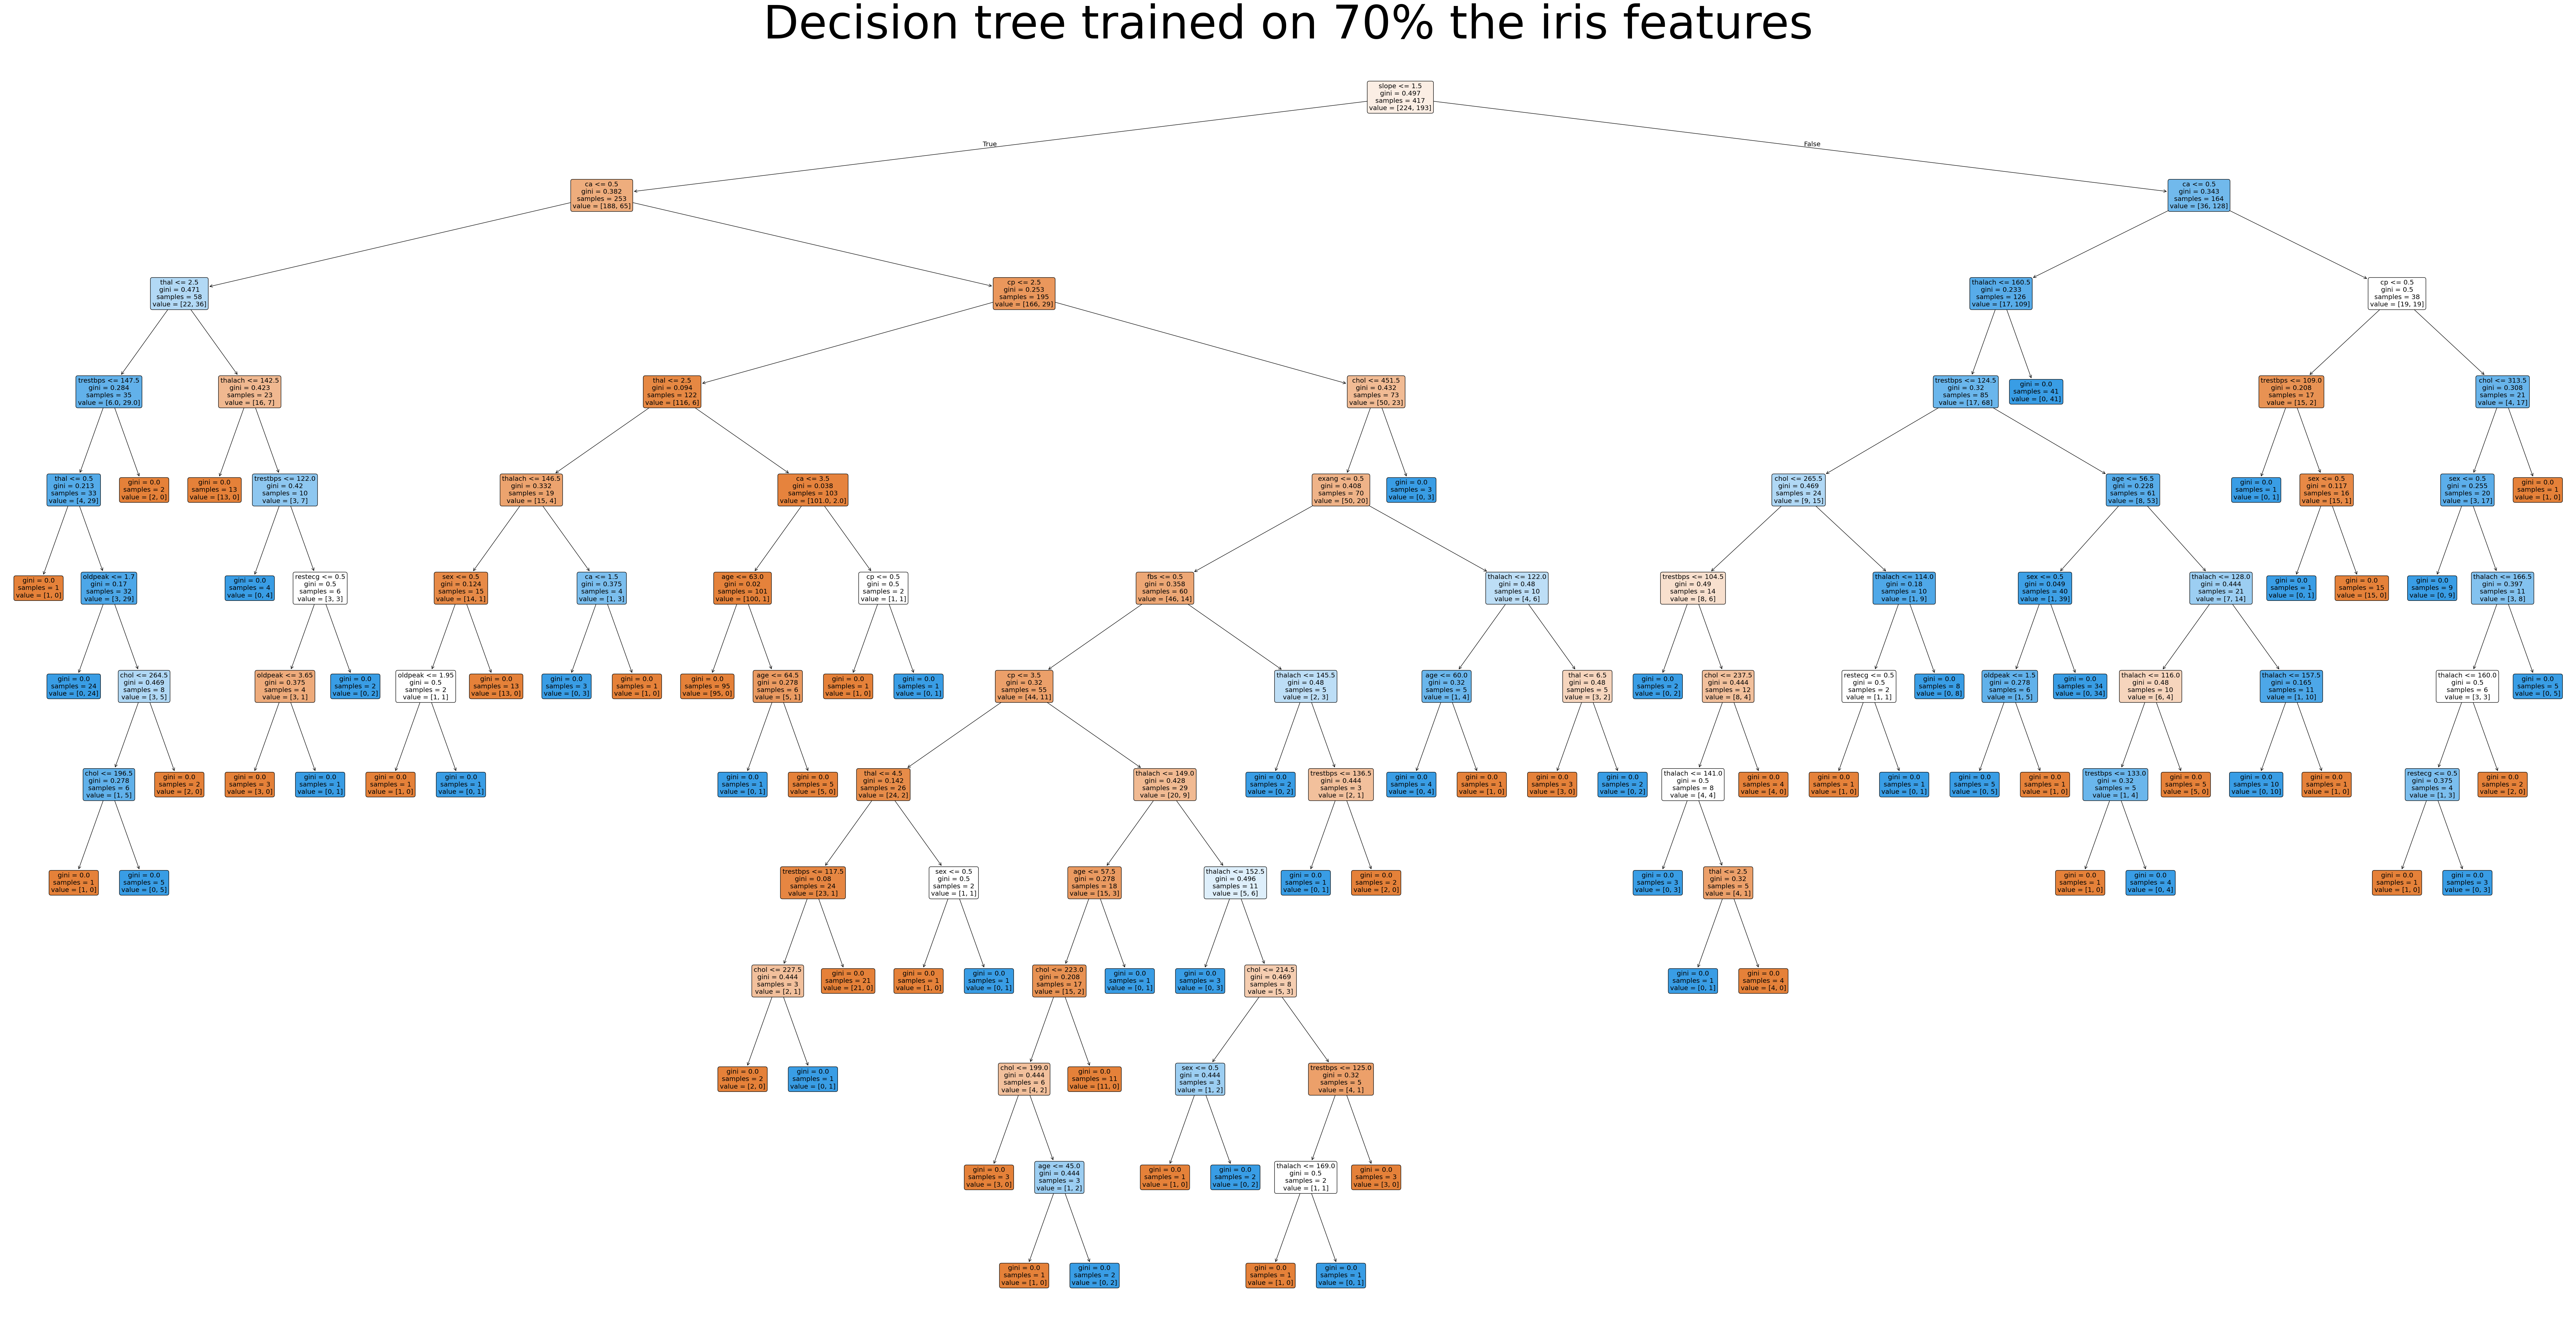 Decision tree trained on 70% the iris features
slope <= 1.5
gini = 0.497
samples = 417
value = [224, 193]
True
False
ca <= 0.5
gini = 0.382
samples = 253
value = [188, 65]
ca <= 0.5
gini = 0.343
samples = 164
value = [36, 128]
thal <= 2.5
gini = 0.471
samples = 58
value = [22, 36]
cp <= 2.5
gini = 0.253
samples = 195
value = [166, 29]
thalach <= 160.5
gini = 0.233
samples = 126
value = [17, 109]
cp <= 0.5
gini = 0.5
samples = 38
value = [19, 19]
trestbps <= 147.5
gini = 0.284
samples = 35
value = [6.0, 29.0]
thalach <= 142.5
gini = 0.423
samples = 23
value = [16, 7]
thal <= 2.5
gini = 0.094
samples = 122
value = [116, 6]
chol <= 451.5
gini = 0.432
samples = 73
value = [50, 23]
trestbps <= 124.5
gini = 0.32
samples = 85
value = [17, 68]
gini = 0.0
samples = 41
value = [0, 41]
trestbps <= 109.0
gini = 0.208
samples = 17
value = [15, 2]
chol <= 313.5
gini = 0.308
samples = 21
value = [4, 17]
thal <= 0.5
gini = 0.213
samples = 33
value = [4, 29]
gini = 0.0
samples = 2
value = [2, 0]
gini = 0.0
samples = 13
value = [13, 0]
trestbps <= 122.0
gini = 0.42
samples = 10
value = [3, 7]
thalach <= 146.5
gini = 0.332
samples = 19
value = [15, 4]
ca <= 3.5
gini = 0.038
samples = 103
value = [101.0, 2.0]
exang <= 0.5
gini = 0.408
samples = 70
value = [50, 20]
gini = 0.0
samples = 3
value = [0, 3]
chol <= 265.5
gini = 0.469
samples = 24
value = [9, 15]
age <= 56.5
gini = 0.228
samples = 61
value = [8, 53]
gini = 0.0
samples = 1
value = [0, 1]
sex <= 0.5
gini = 0.117
samples = 16
value = [15, 1]
sex <= 0.5
gini = 0.255
samples = 20
value = [3, 17]
gini = 0.0
samples = 1
value = [1, 0]
gini = 0.0
samples = 1
value = [1, 0]
oldpeak <= 1.7
gini = 0.17
samples = 32
value = [3, 29]
gini = 0.0
samples = 4
value = [0, 4]
restecg <= 0.5
gini = 0.5
samples = 6
value = [3, 3]
sex <= 0.5
gini = 0.124
samples = 15
value = [14, 1]
ca <= 1.5
gini = 0.375
samples = 4
value = [1, 3]
age <= 63.0
gini = 0.02
samples = 101
value = [100, 1]
cp <= 0.5
gini = 0.5
samples = 2
value = [1, 1]
fbs <= 0.5
gini = 0.358
samples = 60
value = [46, 14]
thalach <= 122.0
gini = 0.48
samples = 10
value = [4, 6]
trestbps <= 104.5
gini = 0.49
samples = 14
value = [8, 6]
thalach <= 114.0
gini = 0.18
samples = 10
value = [1, 9]
sex <= 0.5
gini = 0.049
samples = 40
value = [1, 39]
thalach <= 128.0
gini = 0.444
samples = 21
value = [7, 14]
gini = 0.0
samples = 1
value = [0, 1]
gini = 0.0
samples = 15
value = [15, 0]
gini = 0.0
samples = 9
value = [0, 9]
thalach <= 166.5
gini = 0.397
samples = 11
value = [3, 8]
gini = 0.0
samples = 24
value = [0, 24]
chol <= 264.5
gini = 0.469
samples = 8
value = [3, 5]
oldpeak <= 3.65
gini = 0.375
samples = 4
value = [3, 1]
gini = 0.0
samples = 2
value = [0, 2]
oldpeak <= 1.95
gini = 0.5
samples = 2
value = [1, 1]
gini = 0.0
samples = 13
value = [13, 0]
gini = 0.0
samples = 3
value = [0, 3]
gini = 0.0
samples = 1
value = [1, 0]
gini = 0.0
samples = 95
value = [95, 0]
age <= 64.5
gini = 0.278
samples = 6
value = [5, 1]
gini = 0.0
samples = 1
value = [1, 0]
gini = 0.0
samples = 1
value = [0, 1]
cp <= 3.5
gini = 0.32
samples = 55
value = [44, 11]
thalach <= 145.5
gini = 0.48
samples = 5
value = [2, 3]
age <= 60.0
gini = 0.32
samples = 5
value = [1, 4]
thal <= 6.5
gini = 0.48
samples = 5
value = [3, 2]
gini = 0.0
samples = 2
value = [0, 2]
chol <= 237.5
gini = 0.444
samples = 12
value = [8, 4]
restecg <= 0.5
gini = 0.5
samples = 2
value = [1, 1]
gini = 0.0
samples = 8
value = [0, 8]
oldpeak <= 1.5
gini = 0.278
samples = 6
value = [1, 5]
gini = 0.0
samples = 34
value = [0, 34]
thalach <= 116.0
gini = 0.48
samples = 10
value = [6, 4]
thalach <= 157.5
gini = 0.165
samples = 11
value = [1, 10]
thalach <= 160.0
gini = 0.5
samples = 6
value = [3, 3]
gini = 0.0
samples = 5
value = [0, 5]
chol <= 196.5
gini = 0.278
samples = 6
value = [1, 5]
gini = 0.0
samples = 2
value = [2, 0]
gini = 0.0
samples = 3
value = [3, 0]
gini = 0.0
samples = 1
value = [0, 1]
gini = 0.0
samples = 1
value = [1, 0]
gini = 0.0
samples = 1
value = [0, 1]
gini = 0.0
samples = 1
value = [0, 1]
gini = 0.0
samples = 5
value = [5, 0]
thal <= 4.5
gini = 0.142
samples = 26
value = [24, 2]
thalach <= 149.0
gini = 0.428
samples = 29
value = [20, 9]
gini = 0.0
samples = 2
value = [0, 2]
trestbps <= 136.5
gini = 0.444
samples = 3
value = [2, 1]
gini = 0.0
samples = 4
value = [0, 4]
gini = 0.0
samples = 1
value = [1, 0]
gini = 0.0
samples = 3
value = [3, 0]
gini = 0.0
samples = 2
value = [0, 2]
thalach <= 141.0
gini = 0.5
samples = 8
value = [4, 4]
gini = 0.0
samples = 4
value = [4, 0]
gini = 0.0
samples = 1
value = [1, 0]
gini = 0.0
samples = 1
value = [0, 1]
gini = 0.0
samples = 5
value = [0, 5]
gini = 0.0
samples = 1
value = [1, 0]
trestbps <= 133.0
gini = 0.32
samples = 5
value = [1, 4]
gini = 0.0
samples = 5
value = [5, 0]
gini = 0.0
samples = 10
value = [0, 10]
gini = 0.0
samples = 1
value = [1, 0]
restecg <= 0.5
gini = 0.375
samples = 4
value = [1, 3]
gini = 0.0
samples = 2
value = [2, 0]
gini = 0.0
samples = 1
value = [1, 0]
gini = 0.0
samples = 5
value = [0, 5]
trestbps <= 117.5
gini = 0.08
samples = 24
value = [23, 1]
sex <= 0.5
gini = 0.5
samples = 2
value = [1, 1]
age <= 57.5
gini = 0.278
samples = 18
value = [15, 3]
thalach <= 152.5
gini = 0.496
samples = 11
value = [5, 6]
gini = 0.0
samples = 1
value = [0, 1]
gini = 0.0
samples = 2
value = [2, 0]
gini = 0.0
samples = 3
value = [0, 3]
thal <= 2.5
gini = 0.32
samples = 5
value = [4, 1]
gini = 0.0
samples = 1
value = [1, 0]
gini = 0.0
samples = 4
value = [0, 4]
gini = 0.0
samples = 1
value = [1, 0]
gini = 0.0
samples = 3
value = [0, 3]
chol <= 227.5
gini = 0.444
samples = 3
value = [2, 1]
gini = 0.0
samples = 21
value = [21, 0]
gini = 0.0
samples = 1
value = [1, 0]
gini = 0.0
samples = 1
value = [0, 1]
chol <= 223.0
gini = 0.208
samples = 17
value = [15, 2]
gini = 0.0
samples = 1
value = [0, 1]
gini = 0.0
samples = 3
value = [0, 3]
chol <= 214.5
gini = 0.469
samples = 8
value = [5, 3]
gini = 0.0
samples = 1
value = [0, 1]
gini = 0.0
samples = 4
value = [4, 0]
gini = 0.0
samples = 2
value = [2, 0]
gini = 0.0
samples = 1
value = [0, 1]
chol <= 199.0
gini = 0.444
samples = 6
value = [4, 2]
gini = 0.0
samples = 11
value = [11, 0]
sex <= 0.5
gini = 0.444
samples = 3
value = [1, 2]
trestbps <= 125.0
gini = 0.32
samples = 5
value = [4, 1]
gini = 0.0
samples = 3
value = [3, 0]
age <= 45.0
gini = 0.444
samples = 3
value = [1, 2]
gini = 0.0
samples = 1
value = [1, 0]
gini = 0.0
samples = 2
value = [0, 2]
thalach <= 169.0
gini = 0.5
samples = 2
value = [1, 1]
gini = 0.0
samples = 3
value = [3, 0]
gini = 0.0
samples = 1
value = [1, 0]
gini = 0.0
samples = 2
value = [0, 2]
gini = 0.0
samples = 1
value = [1, 0]
gini = 0.0
samples = 1
value = [0, 1]